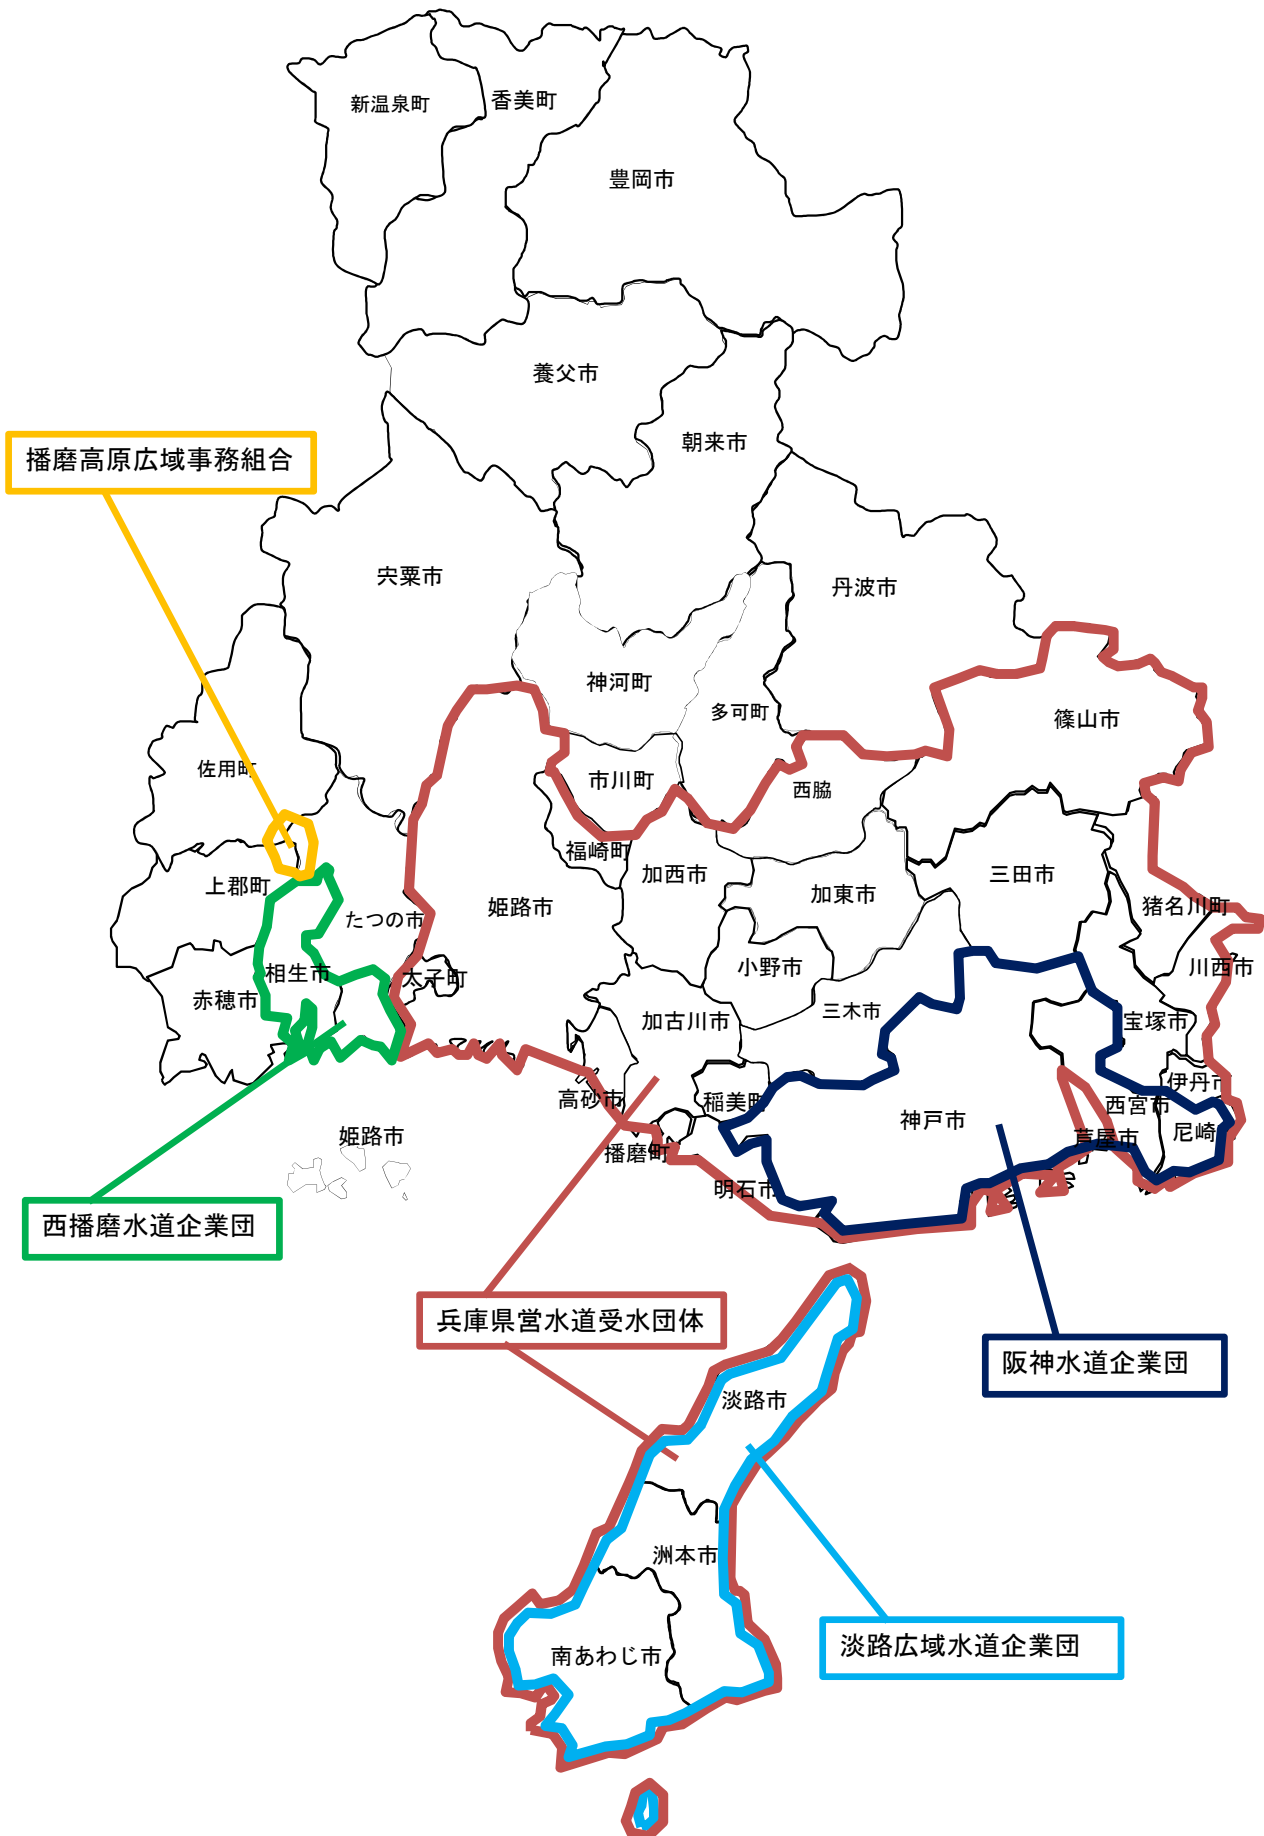 新温泉町
香美町
豊岡市
養父市
朝来市
播磨高原広域事務組合
宍粟市
丹波市
神河町
多可町
篠山市
佐用町
市川町
西脇
福崎町
加西市
三田市
上郡町
加東市
姫路市
猪名川町
たつの市
小野市
川西市
相生市
太子町
赤穂市
三木市
加古川市
宝塚市
伊丹市
高砂市
稲美町
西宮市
神戸市
尼崎
姫路市
芦屋市
播磨町
明石市
西播磨水道企業団
兵庫県営水道受水団体
阪神水道企業団
淡路市
洲本市
淡路広域水道企業団
南あわじ市